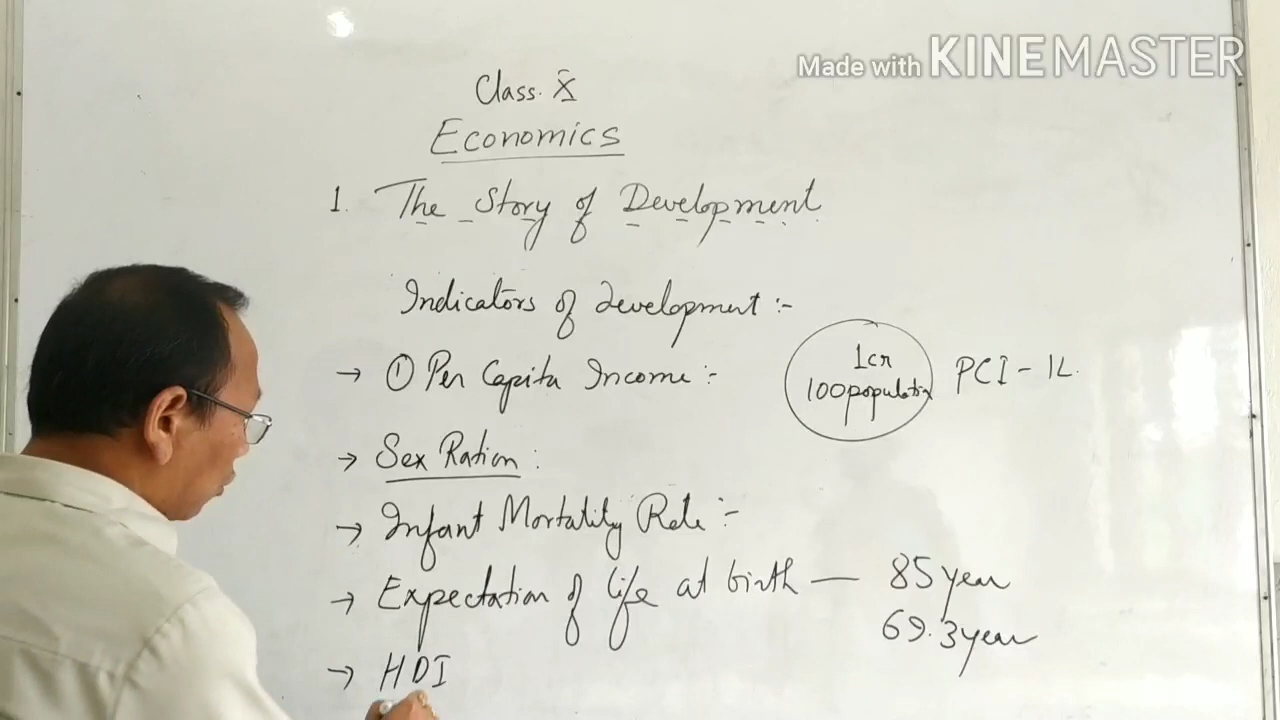 Made with KINEMASTER
Class. X
Economics
1. The Story of Development
Indicators of development :-
→ ① Per Capita Income :-
1cr
100 population
PCI - 1L.
→ Sex Ration :
→ Infant Mortality Rate :-
→ Expectation of life at birth — 85 year
69.3 year
→ HDI